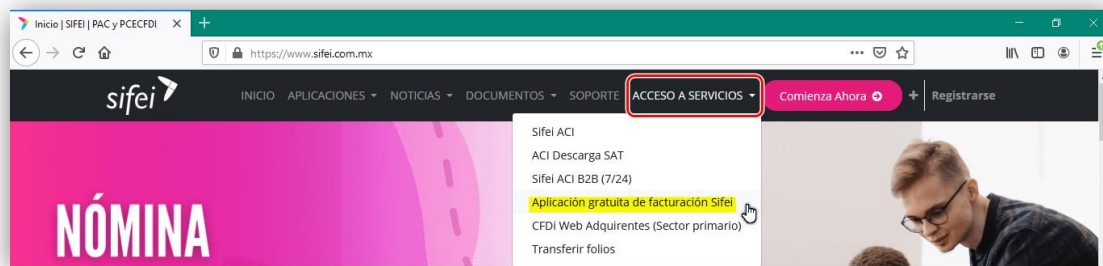 Inicio | SIFEI | PAC y PCECFDI
https://www.sifei.com.mx
sifei
INICIO APLICACIONES NOTICIAS DOCUMENTOS SOPORTE ACCESO A SERVICIOS Comienza Ahora + Registrarse
Sifei ACI
ACI Descarga SAT
Sifei ACI B2B (7/24)
Aplicación gratuita de facturación Sifei
CFDi Web Adquirentes (Sector primario)
Transferir folios
NÓMINA